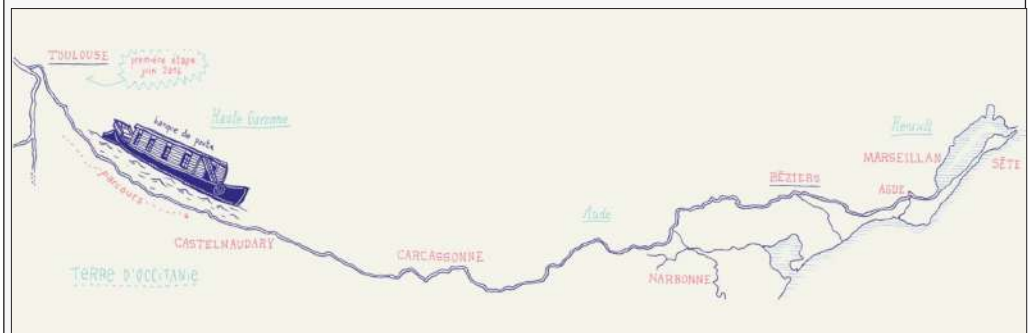 TOULOUSE
première étape
juin 2016
Haute Garonne
barque de poste
parcours
CASTELNAUDARY
TERRE D'OCCITANIE
CARCASSONNE
Aude
NARBONNE
BÉZIERS
Hérault
MARSEILLAN
AGDE
SÈTE